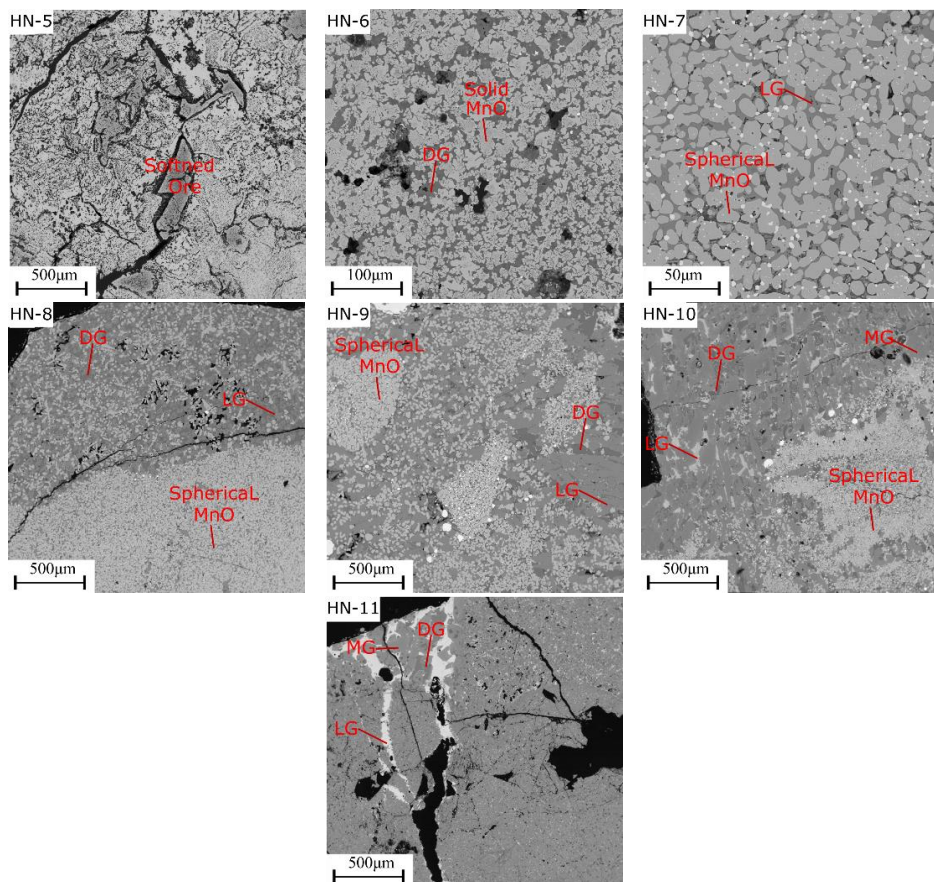 HN-5
Softned
Ore
500μm
HN-6
Solid
MnO
DG
100μm
HN-7
LG
SphericaL
MnO
50μm
HN-8
DG
LG
SphericaL
MnO
500μm
HN-9
SphericaL
MnO
DG
LG
500μm
HN-10
MG
DG
LG
SphericaL
MnO
500μm
HN-11
DG
MG
LG
500μm